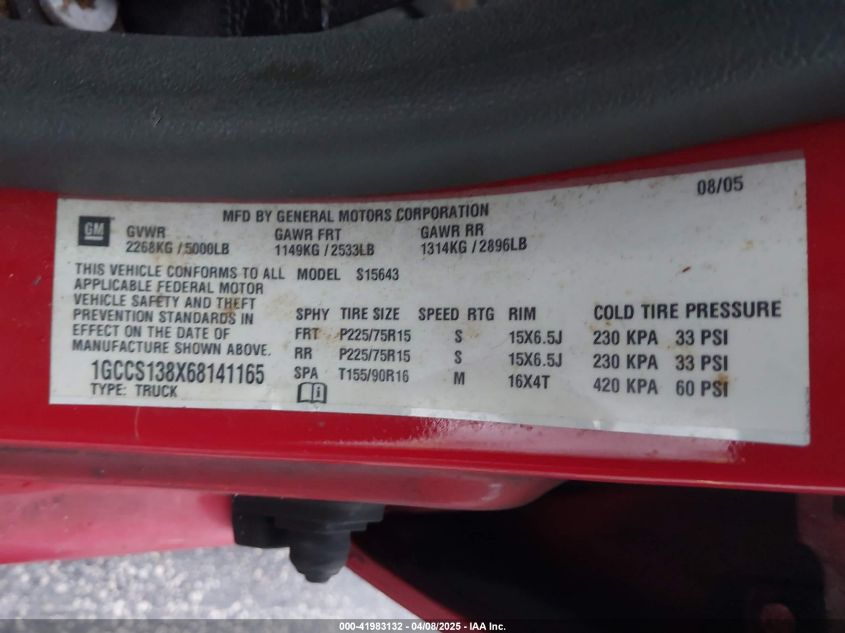 08/05
MFD BY GENERAL MOTORS CORPORATION
GM
GVWR GAWR FRT GAWR RR
2268KG / 5000LB 1149KG / 2533LB 1314KG / 2896LB
THIS VEHICLE CONFORMS TO ALL
APPLICABLE FEDERAL MOTOR
VEHICLE SAFETY AND THEFT
PREVENTION STANDARDS IN
EFFECT ON THE DATE OF
MANUFACTURE SHOWN ABOVE.
1GCCS138X68141165
TYPE: TRUCK
MODEL S15643
SPHY TIRE SIZE SPEED RTG RIM COLD TIRE PRESSURE
FRT P225/75R15 S 15X6.5J 230 KPA 33 PSI
RR P225/75R15 S 15X6.5J 230 KPA 33 PSI
SPA T155/90R16 M 16X4T 420 KPA 60 PSI
i
000-41983132 - 04/08/2025 - IAA Inc.